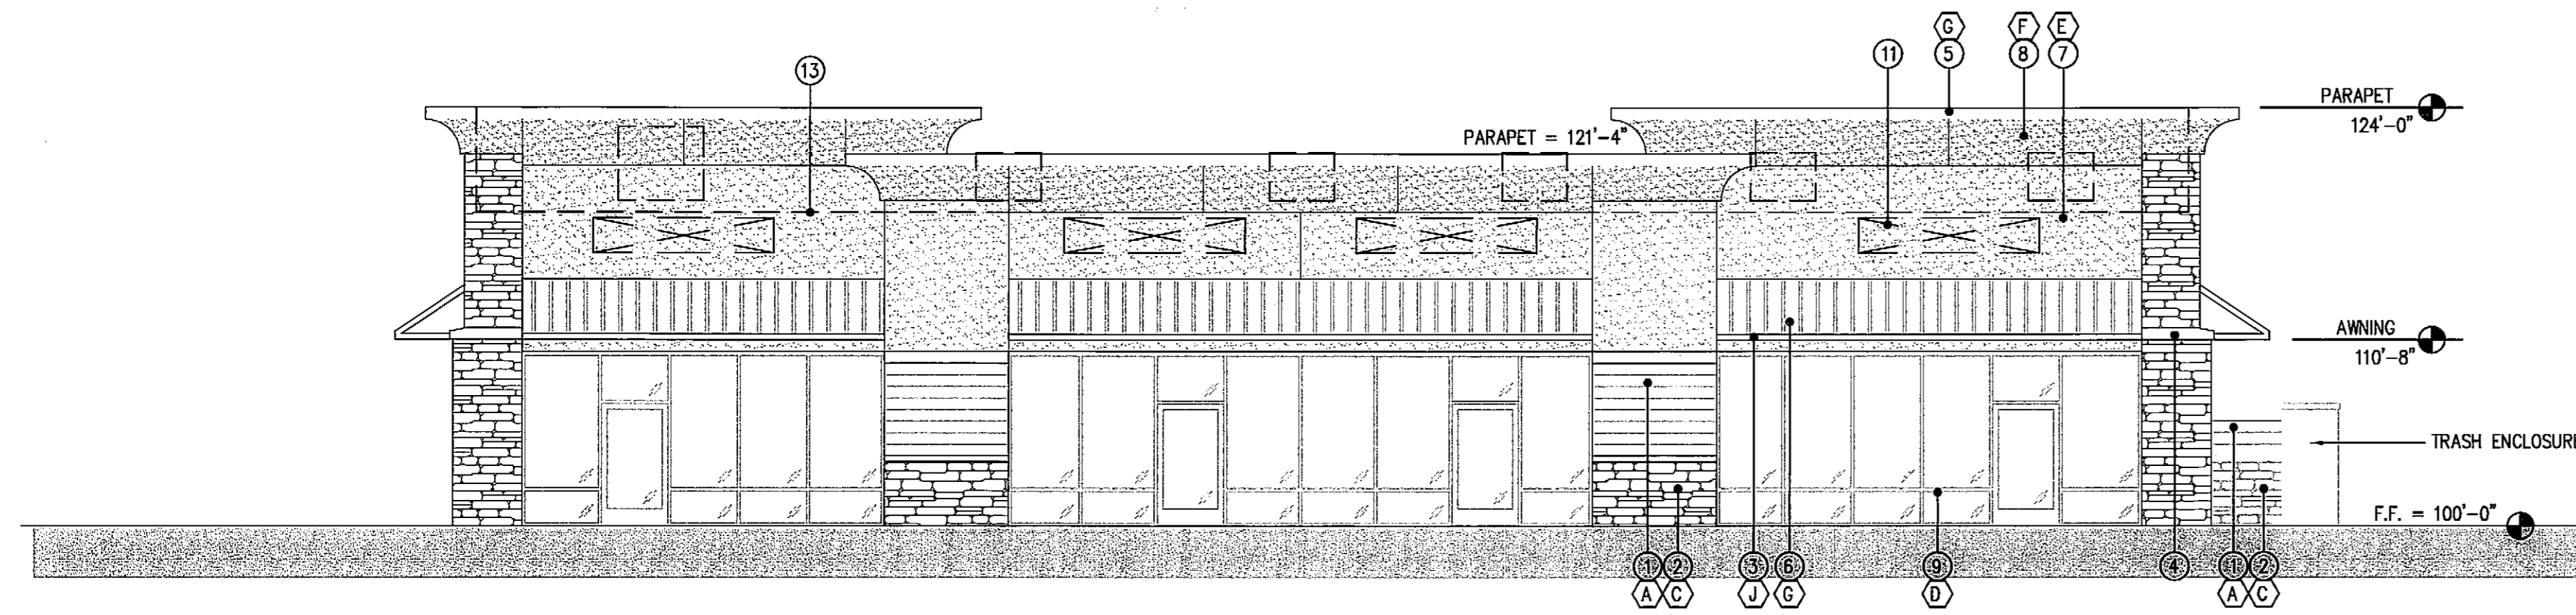 G F E
11 5 8 7
13
PARAPET
124'-0"
PARAPET = 121'-4"
AWNING
110'-8"
TRASH ENCLOSURE
F.F. = 100'-0"
1 2 3 6 9 4 1 2
A C J G D A C